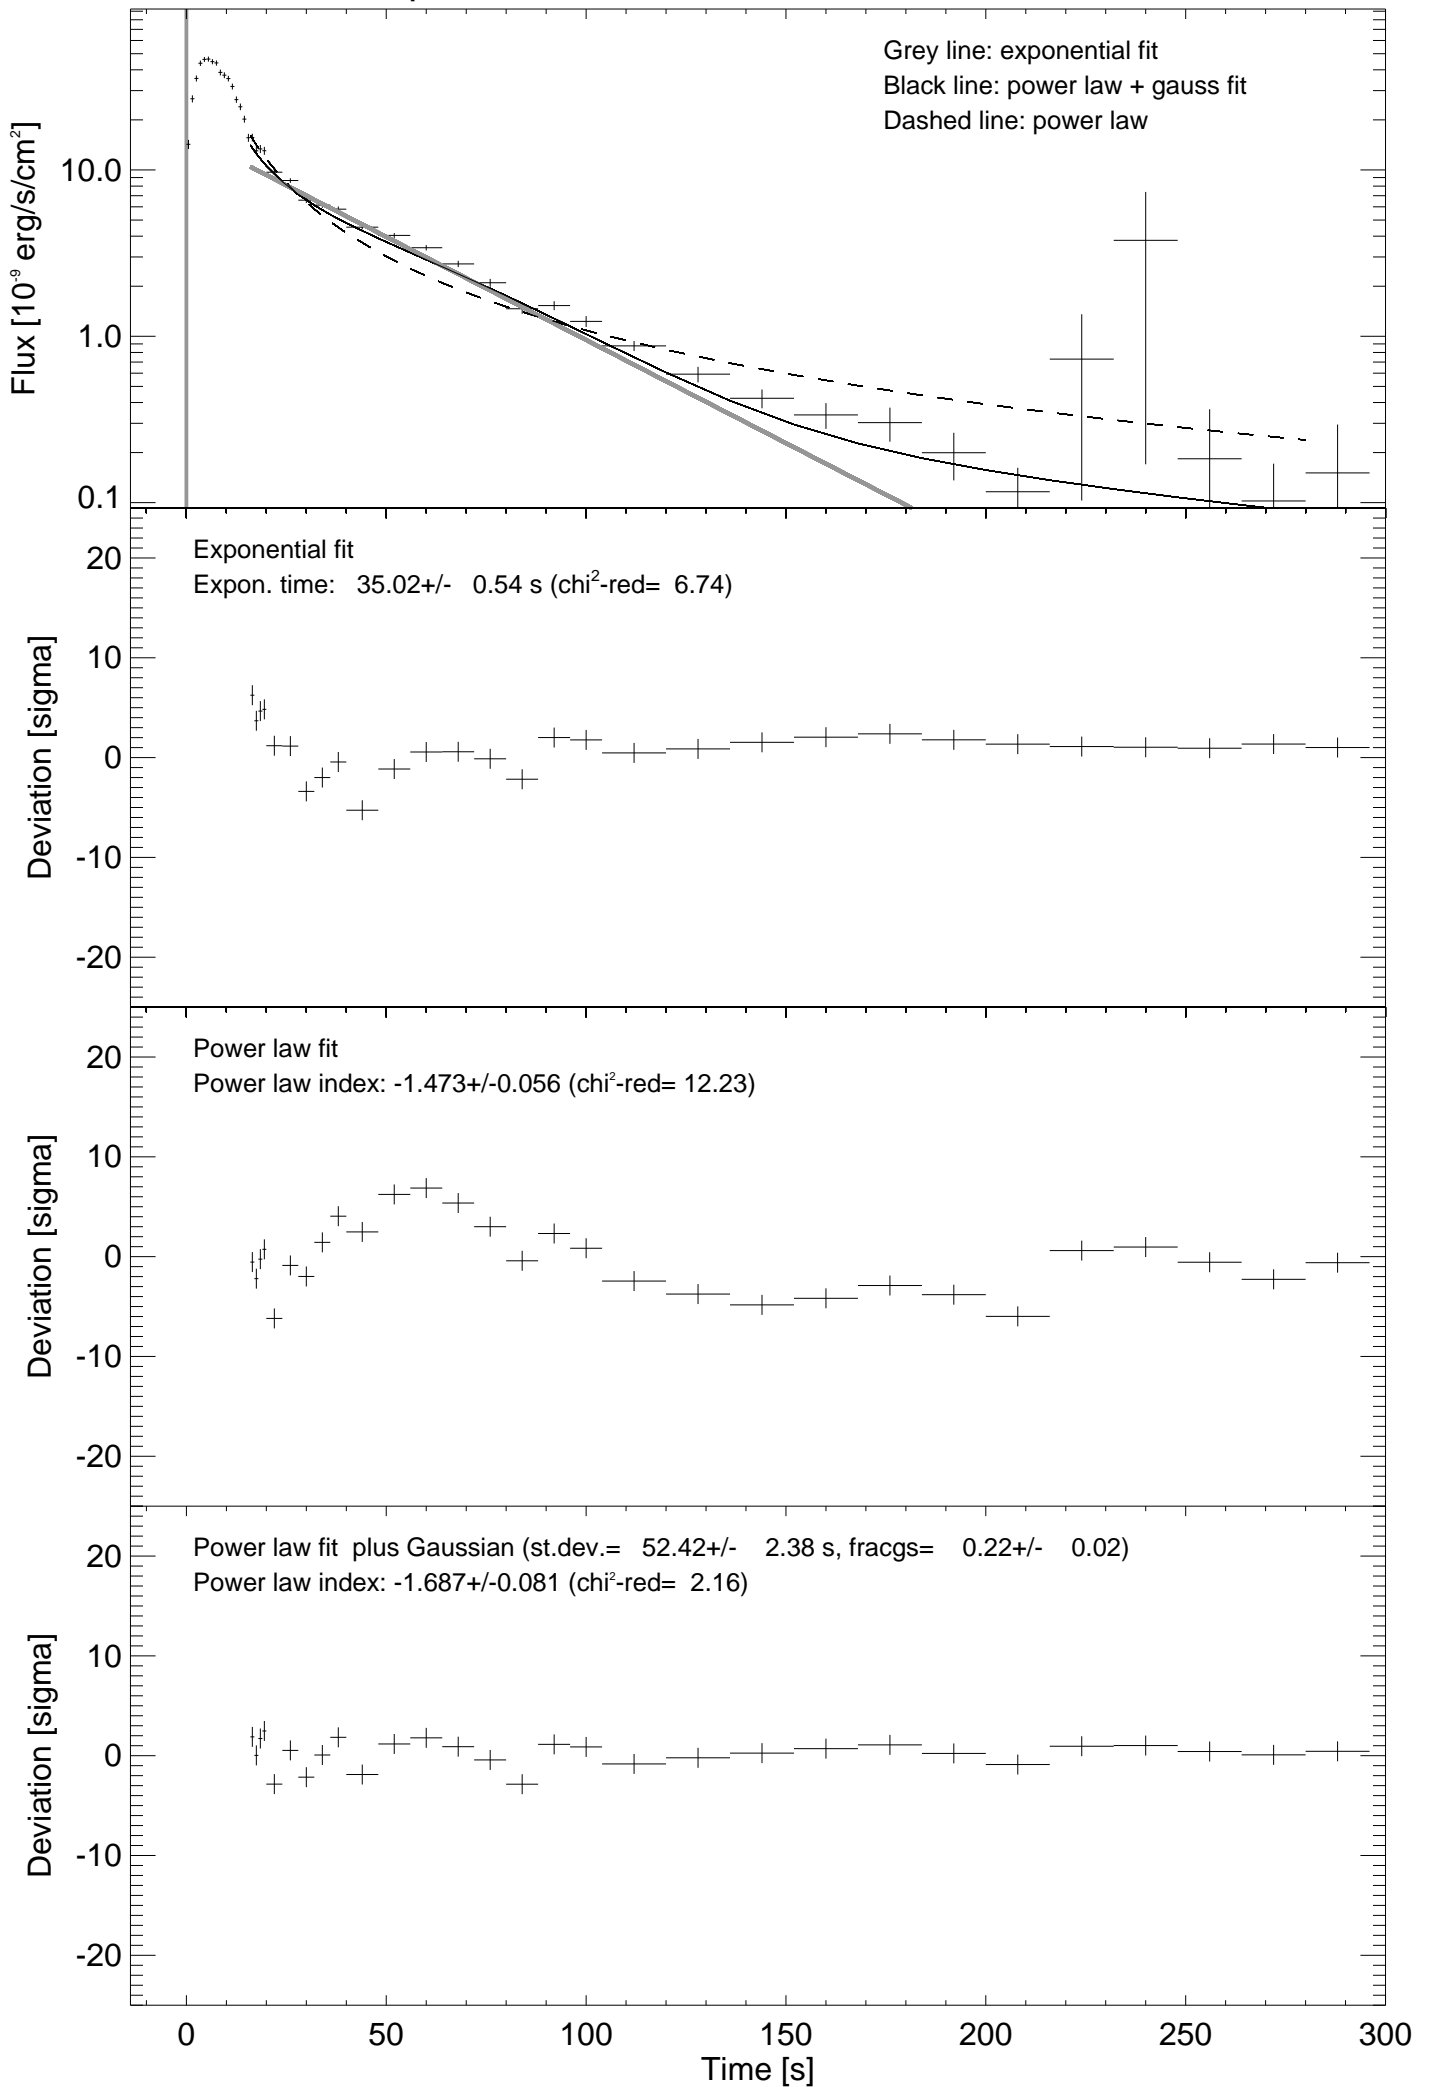 Grey line: exponential fit
Black line: power law + gauss fit
Dashed line: power law
Flux [10⁻⁹ erg/s/cm²]
10.0
1.0
0.1
Exponential fit
Expon. time: 35.02+/- 0.54 s (chi²-red= 6.74)
Deviation [sigma]
20
10
0
-10
-20
Power law fit
Power law index: -1.473+/-0.056 (chi²-red= 12.23)
Deviation [sigma]
20
10
0
-10
-20
Power law fit plus Gaussian (st.dev.= 52.42+/- 2.38 s, fracgs= 0.22+/- 0.02)
Power law index: -1.687+/-0.081 (chi²-red= 2.16)
Deviation [sigma]
20
10
0
-10
-20
0 50 100 150 200 250 300
Time [s]